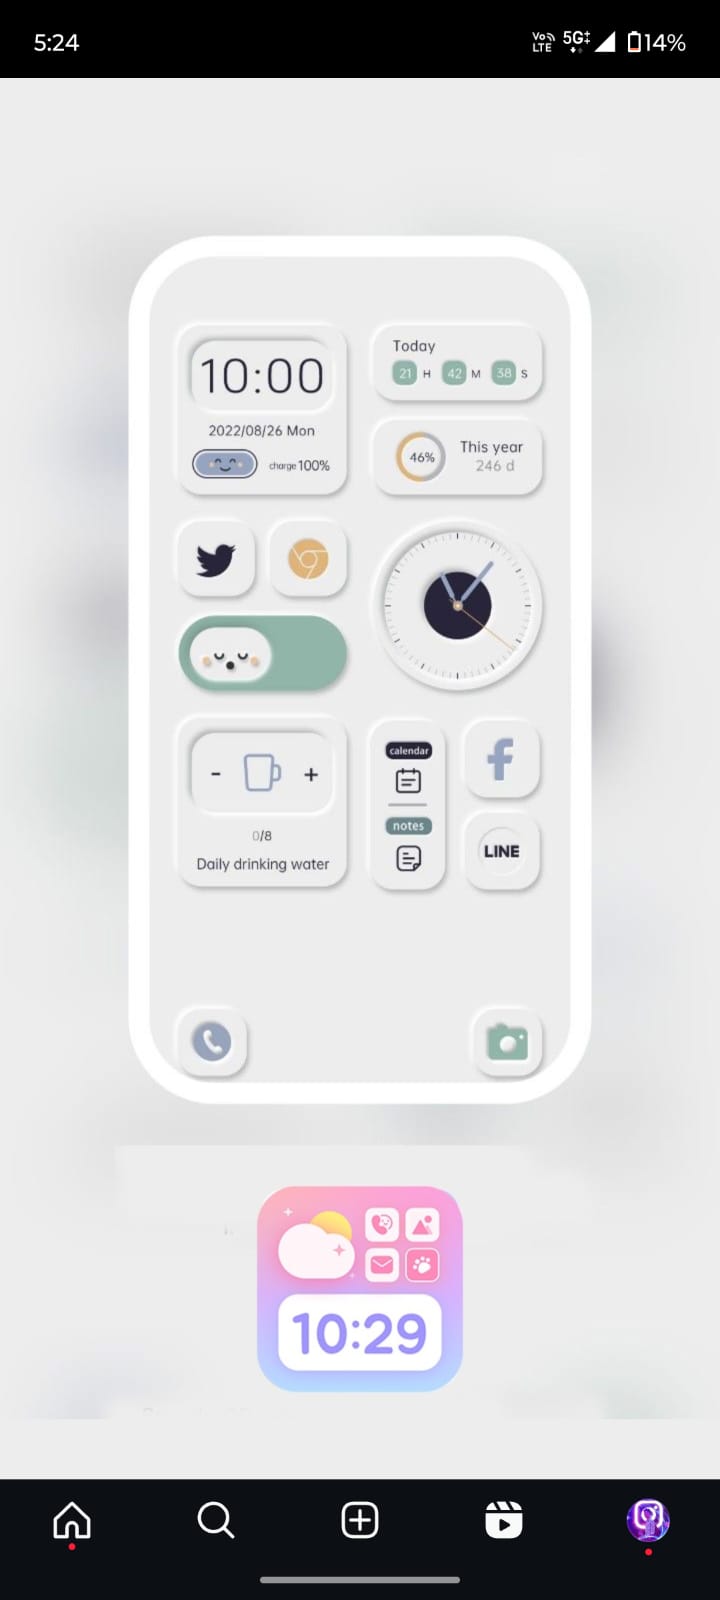 5:24
Vo LTE 5G 14%
10:00
2022/08/26 Mon
charge 100%
Today
21 H 42 M 38 S
46%
This year
246 d
calendar
notes
- +
0/8
Daily drinking water
LINE
10:29